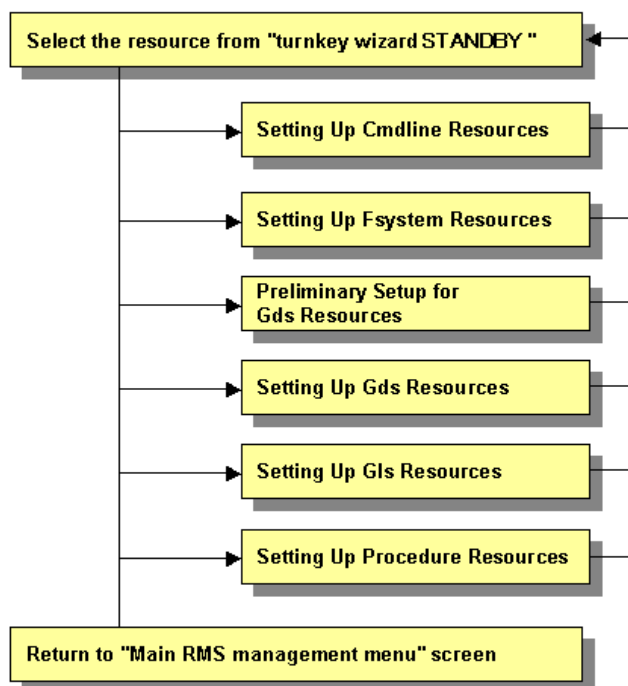 Select the resource from "turnkey wizard STANDBY "
Setting Up Cmdline Resources
Setting Up Fsystem Resources
Preliminary Setup for
Gds Resources
Setting Up Gds Resources
Setting Up Gls Resources
Setting Up Procedure Resources
Return to "Main RMS management menu" screen